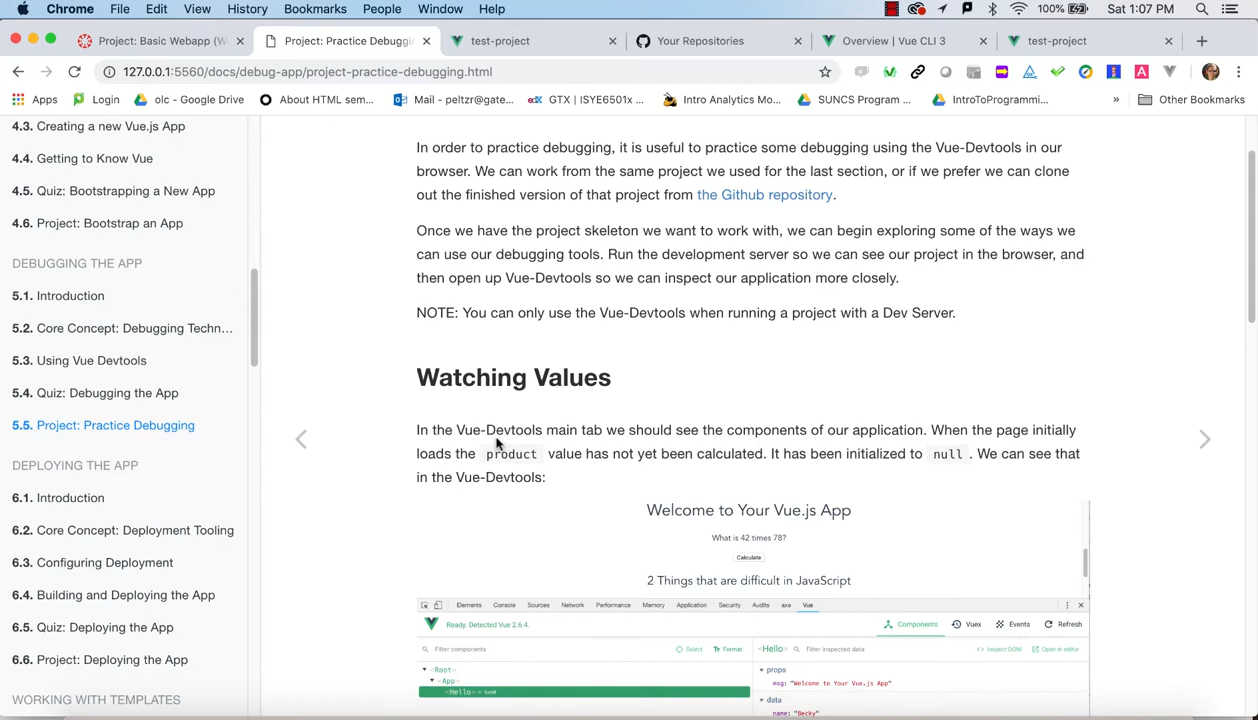 Chrome File Edit View History Bookmarks People Window Help 100% Sat 1:07 PM
Project: Basic Webapp (W
Project: Practice Debuggi
test-project
Your Repositories
Overview | Vue CLI 3
test-project
127.0.0.1:5560/docs/debug-app/project-practice-debugging.html
Apps Login olc - Google Drive About HTML sem... Mail - peltzr@gate... GTX | ISYE6501x ... Intro Analytics Mo... SUNCS Program ... IntroToProgrammi... » Other Bookmarks
4.3. Creating a new Vue.js App
4.4. Getting to Know Vue
4.5. Quiz: Bootstrapping a New App
4.6. Project: Bootstrap an App
DEBUGGING THE APP
5.1. Introduction
5.2. Core Concept: Debugging Techn...
5.3. Using Vue Devtools
5.4. Quiz: Debugging the App
5.5. Project: Practice Debugging
DEPLOYING THE APP
6.1. Introduction
6.2. Core Concept: Deployment Tooling
6.3. Configuring Deployment
6.4. Building and Deploying the App
6.5. Quiz: Deploying the App
6.6. Project: Deploying the App
WORKING WITH TEMPLATES
In order to practice debugging, it is useful to practice some debugging using the Vue-Devtools in our
browser. We can work from the same project we used for the last section, or if we prefer we can clone
out the finished version of that project from the Github repository.
Once we have the project skeleton we want to work with, we can begin exploring some of the ways we
can use our debugging tools. Run the development server so we can see our project in the browser, and
then open up Vue-Devtools so we can inspect our application more closely.
NOTE: You can only use the Vue-Devtools when running a project with a Dev Server.
Watching Values
In the Vue-Devtools main tab we should see the components of our application. When the page initially
loads the product value has not yet been calculated. It has been initialized to null. We can see that
in the Vue-Devtools:
Welcome to Your Vue.js App
What is 42 times 78?
Calculate
2 Things that are difficult in JavaScript
Elements Console Sources Network Performance Memory Application Security Audits axe Vue
Ready. Detected Vue 2.6.4. Components Vuex Events Refresh
Filter components Select Format <Hello> Filter inspected data Inspect DOM Open in editor
<Root>
<App>
<Hello>
props
msg: "Welcome to Your Vue.js App"
data
name: "Becky"